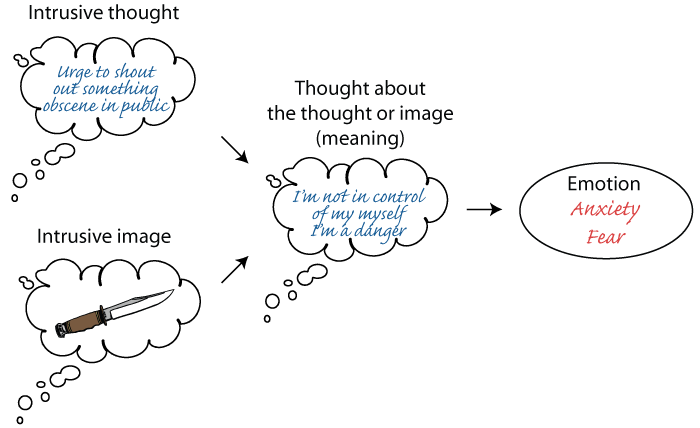 Intrusive thought
Urge to shout
out something
obscene in public
Thought about
the thought or image
(meaning)
I'm not in control
of my myself
I'm a danger
Emotion
Anxiety
Fear
Intrusive image